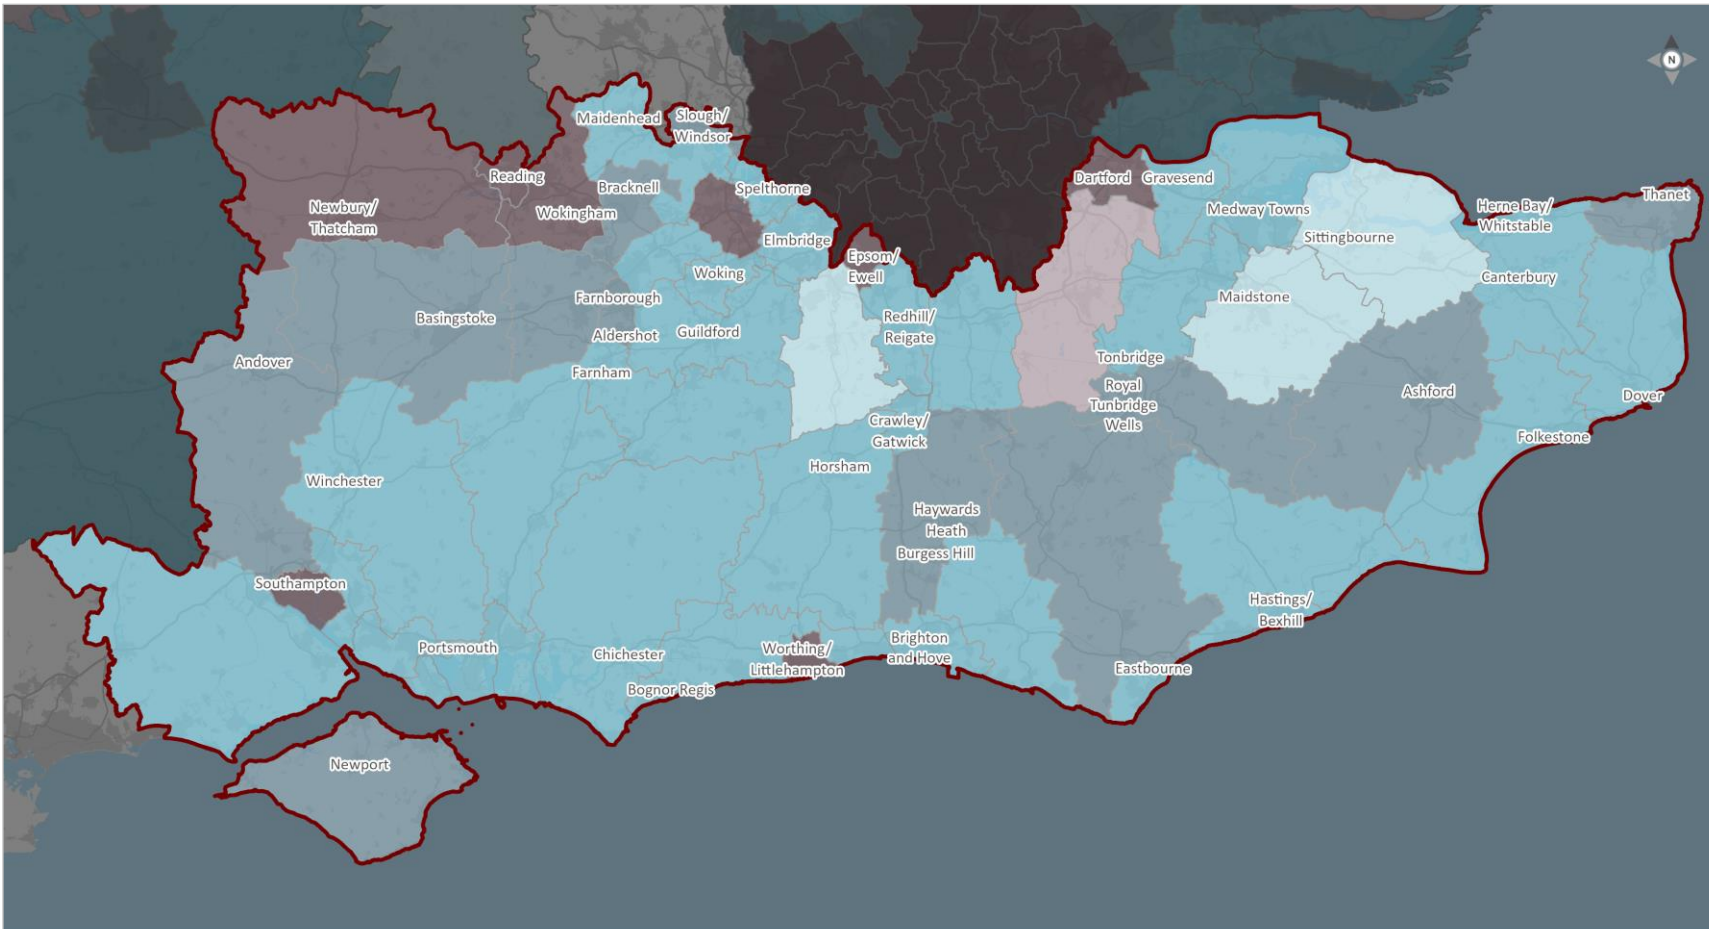 N
Maidenhead
Slough/
Windsor
Reading
Bracknell
Spelthorne
Dartford
Gravesend
Thanet
Newbury/
Thatcham
Wokingham
Medway Towns
Herne Bay/
Whitstable
Elmbridge
Sittingbourne
Epsom/
Ewell
Woking
Canterbury
Farnborough
Maidstone
Basingstoke
Aldershot
Guildford
Redhill/
Reigate
Andover
Farnham
Tonbridge
Royal
Tunbridge
Wells
Ashford
Dover
Crawley/
Gatwick
Folkestone
Horsham
Winchester
Haywards
Heath
Burgess Hill
Southampton
Hastings/
Bexhill
Portsmouth
Chichester
Worthing/
Littlehampton
Brighton
and Hove
Eastbourne
Bognor Regis
Newport